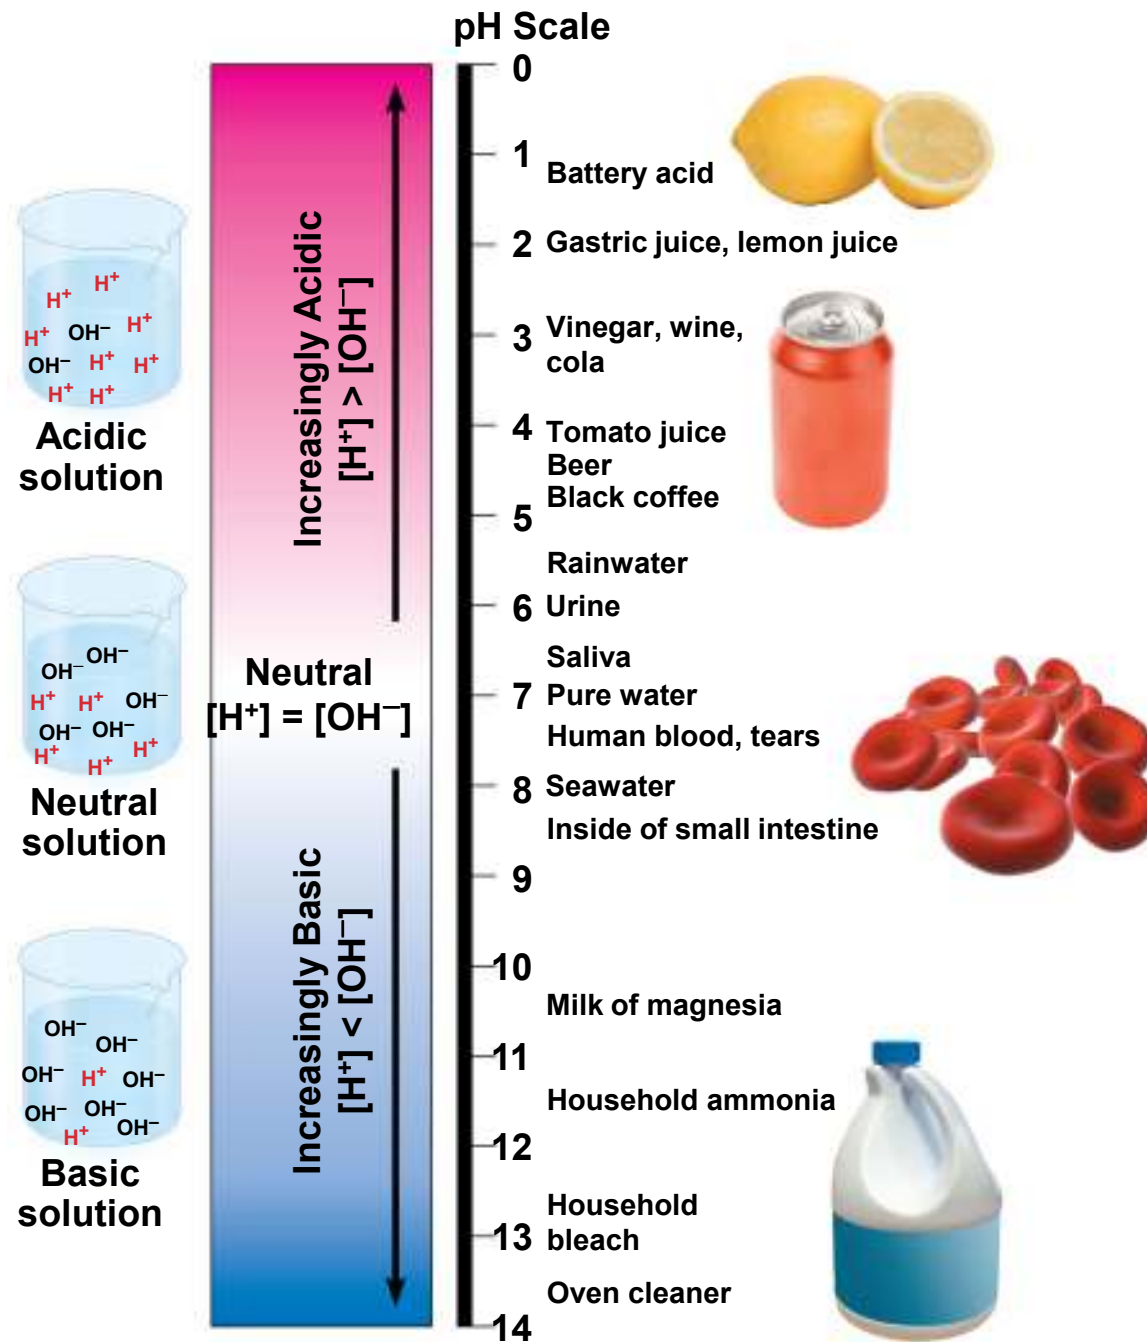 pH Scale
0
1
Battery acid
2
Gastric juice, lemon juice
3
Vinegar, wine,
cola
4
Tomato juice
Beer
Black coffee
5
Rainwater
6
Urine
Saliva
7
Pure water
Human blood, tears
8
Seawater
Inside of small intestine
9
10
Milk of magnesia
11
Household ammonia
12
Household
bleach
13
Oven cleaner
14
Increasingly Acidic
[H⁺] > [OH⁻]
Neutral
[H⁺] = [OH⁻]
Increasingly Basic
[H⁺] < [OH⁻]
H⁺
H⁺
OH⁻
H⁺
H⁺
OH⁻
H⁺
H⁺
H⁺
H⁺
Acidic
solution
OH⁻
OH⁻
H⁺
H⁺
OH⁻
OH⁻
OH⁻
H⁺
H⁺
H⁺
Neutral
solution
OH⁻
OH⁻
OH⁻
H⁺
OH⁻
OH⁻
OH⁻
H⁺
OH⁻
Basic
solution